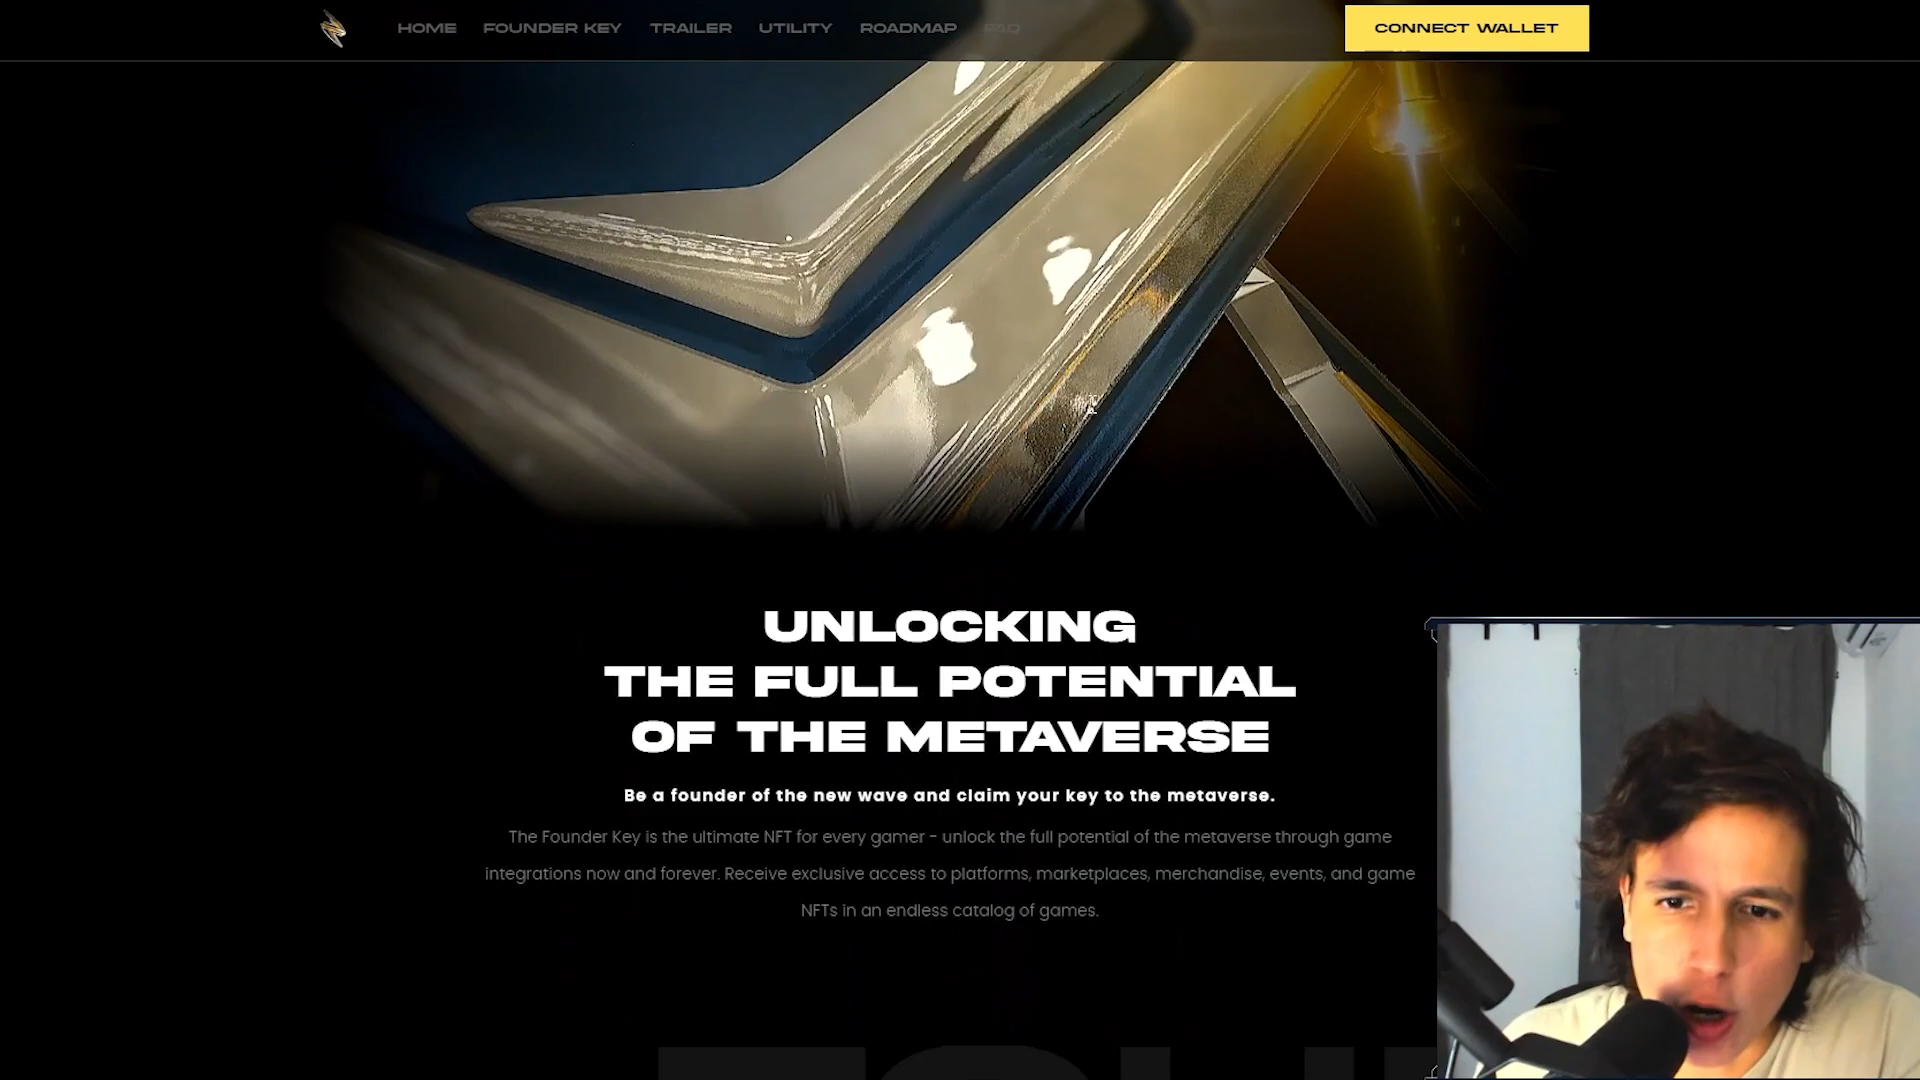 HOME FOUNDER KEY TRAILER UTILITY ROADMAP FAQ CONNECT WALLET
UNLOCKING
THE FULL POTENTIAL
OF THE METAVERSE
Be a founder of the new wave and claim your key to the metaverse.
The Founder Key is the ultimate NFT for every gamer - unlock the full potential of the metaverse through game
integrations now and forever. Receive exclusive access to platforms, marketplaces, merchandise, events, and game
NFTs in an endless catalog of games.